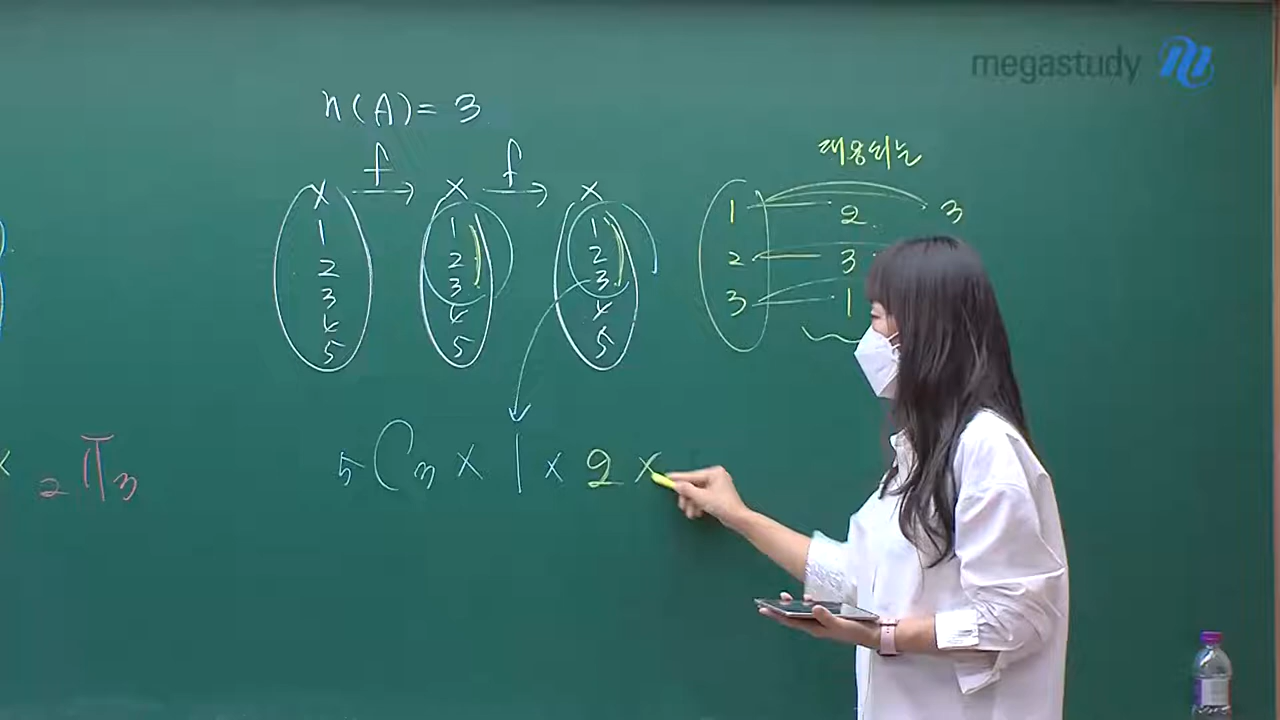 megastudy
n(A)=3
f f
X X X
1 1 1
2 2 2
3 3 3
4 4 4
5 5 5
대응되는
1 2 3
2 3
3 1
₂Π₃
₅C₃ × 1 × 2 ×